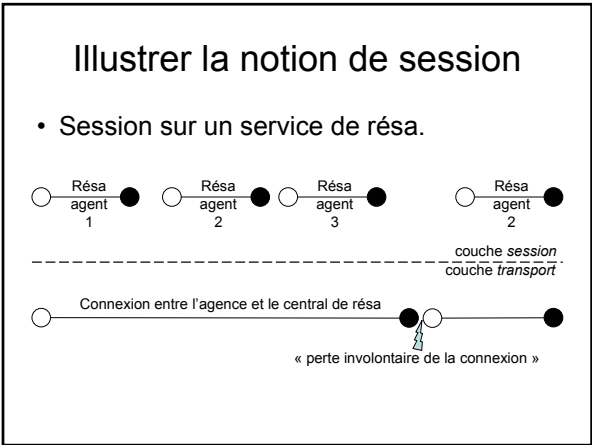 Illustrer la notion de session
• Session sur un service de résa.
Résa
agent
1
Résa
agent
2
Résa
agent
3
Résa
agent
2
couche session
couche transport
Connexion entre l’agence et le central de résa
« perte involontaire de la connexion »